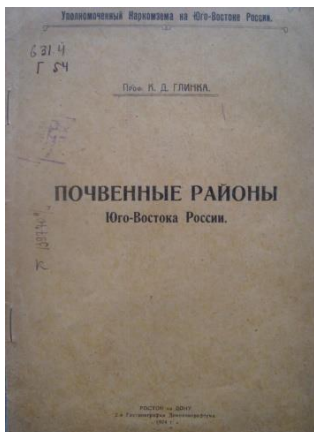 Уполномоченный Наркомзема на Юго-Востоке России.
631.4
Г 54
Проф. К. Д. ГЛИНКА.
ПОЧВЕННЫЕ РАЙОНЫ
Юго-Востока России.
РОСТОВ на ДОНУ